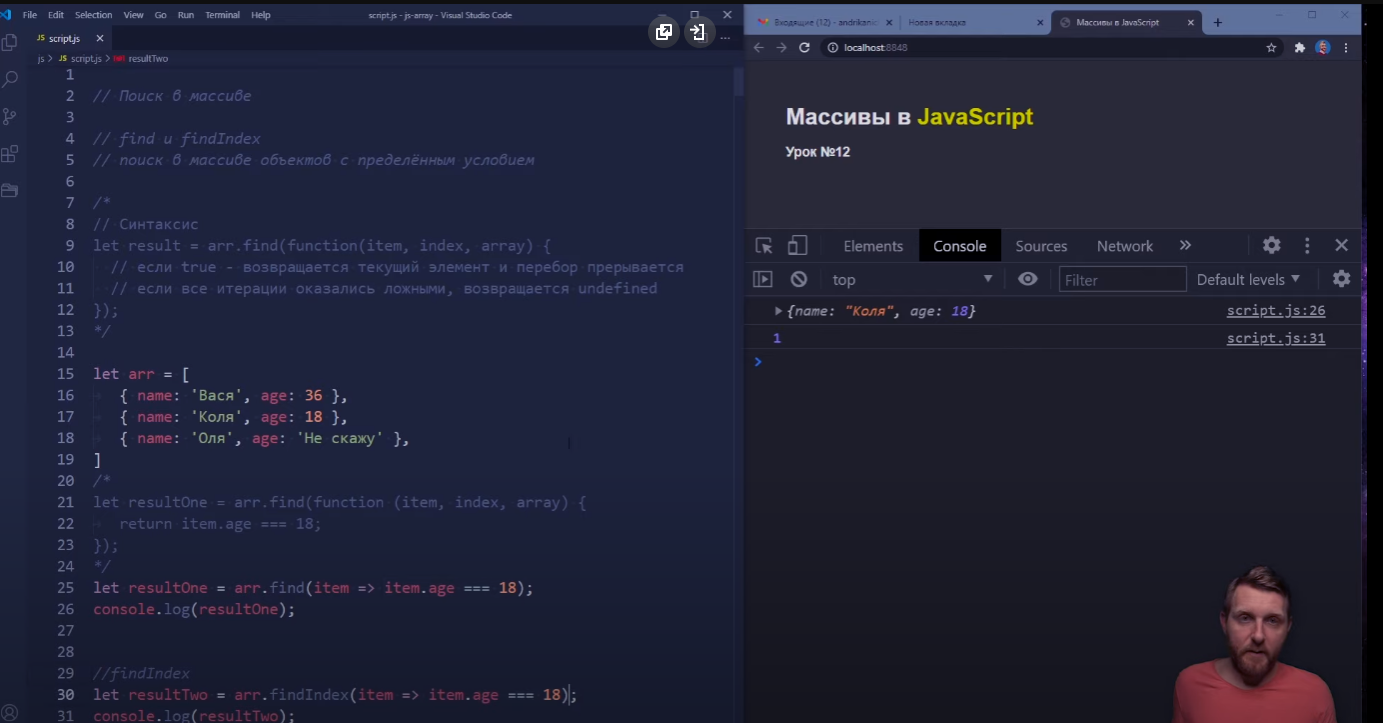 File Edit Selection View Go Run Terminal Help
script.js - js-array - Visual Studio Code
JS script.js
js > JS script.js > resultTwo
1
2 // Поиск в массиве
3
4 // find и findIndex
5 // поиск в массиве объектов с пределённым условием
6
7 /*
8 // Синтаксис
9 let result = arr.find(function(item, index, array) {
10 // если true - возвращается текущий элемент и перебор прерывается
11 // если все итерации оказались ложными, возвращается undefined
12 });
13 */
14
15 let arr = [
16 { name: 'Вася', age: 36 },
17 { name: 'Коля', age: 18 },
18 { name: 'Оля', age: 'Не скажу' },
19 ]
20 /*
21 let resultOne = arr.find(function (item, index, array) {
22 return item.age === 18;
23 });
24 */
25 let resultOne = arr.find(item => item.age === 18);
26 console.log(resultOne);
27
28
29 //findIndex
30 let resultTwo = arr.findIndex(item => item.age === 18);
31 console.log(resultTwo);
Входящие (12) - andrikanic
Новая вкладка
Массивы в JavaScript
localhost:8848
Массивы в JavaScript
Урок №12
Elements Console Sources Network »
top Filter Default levels
{name: "Коля", age: 18} script.js:26
1 script.js:31
>